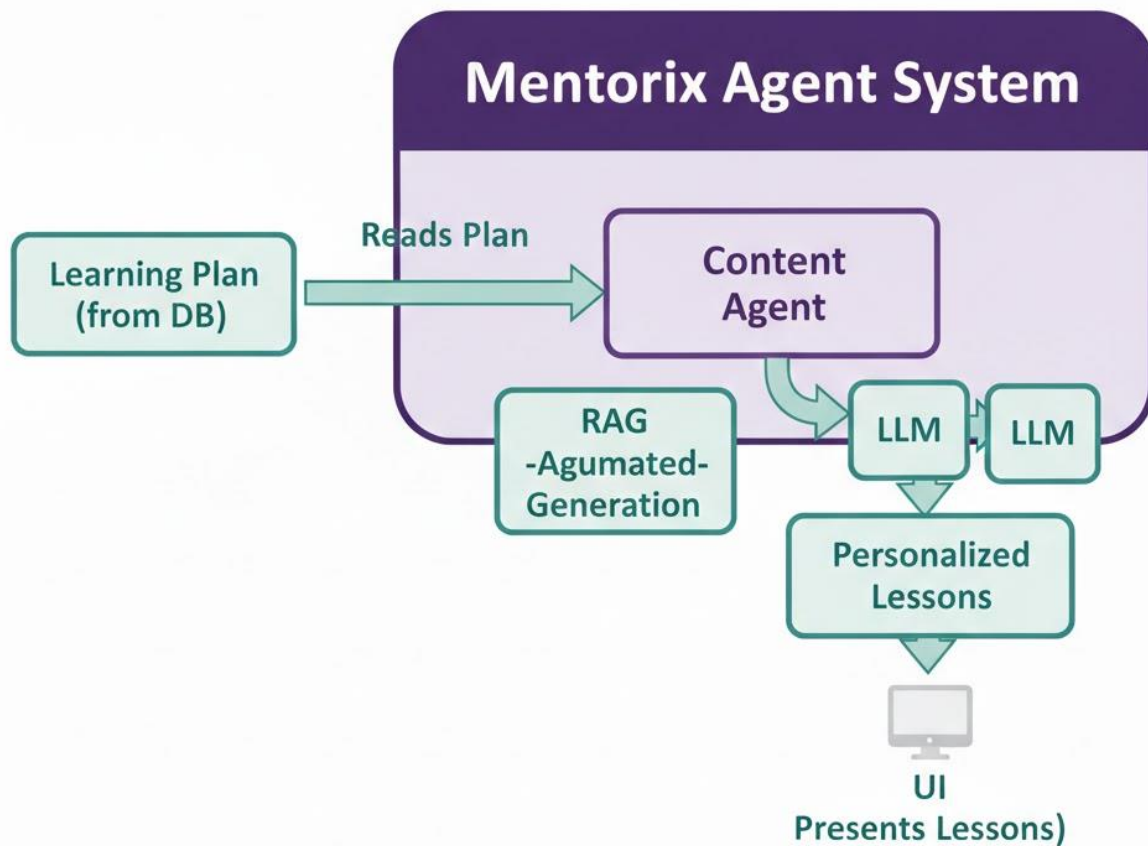 Mentorix Agent System
Reads Plan
Learning Plan
(from DB)
Content
Agent
RAG
-Agumated-
Generation
LLM
LLM
Personalized
Lessons
UI
Presents Lessons)